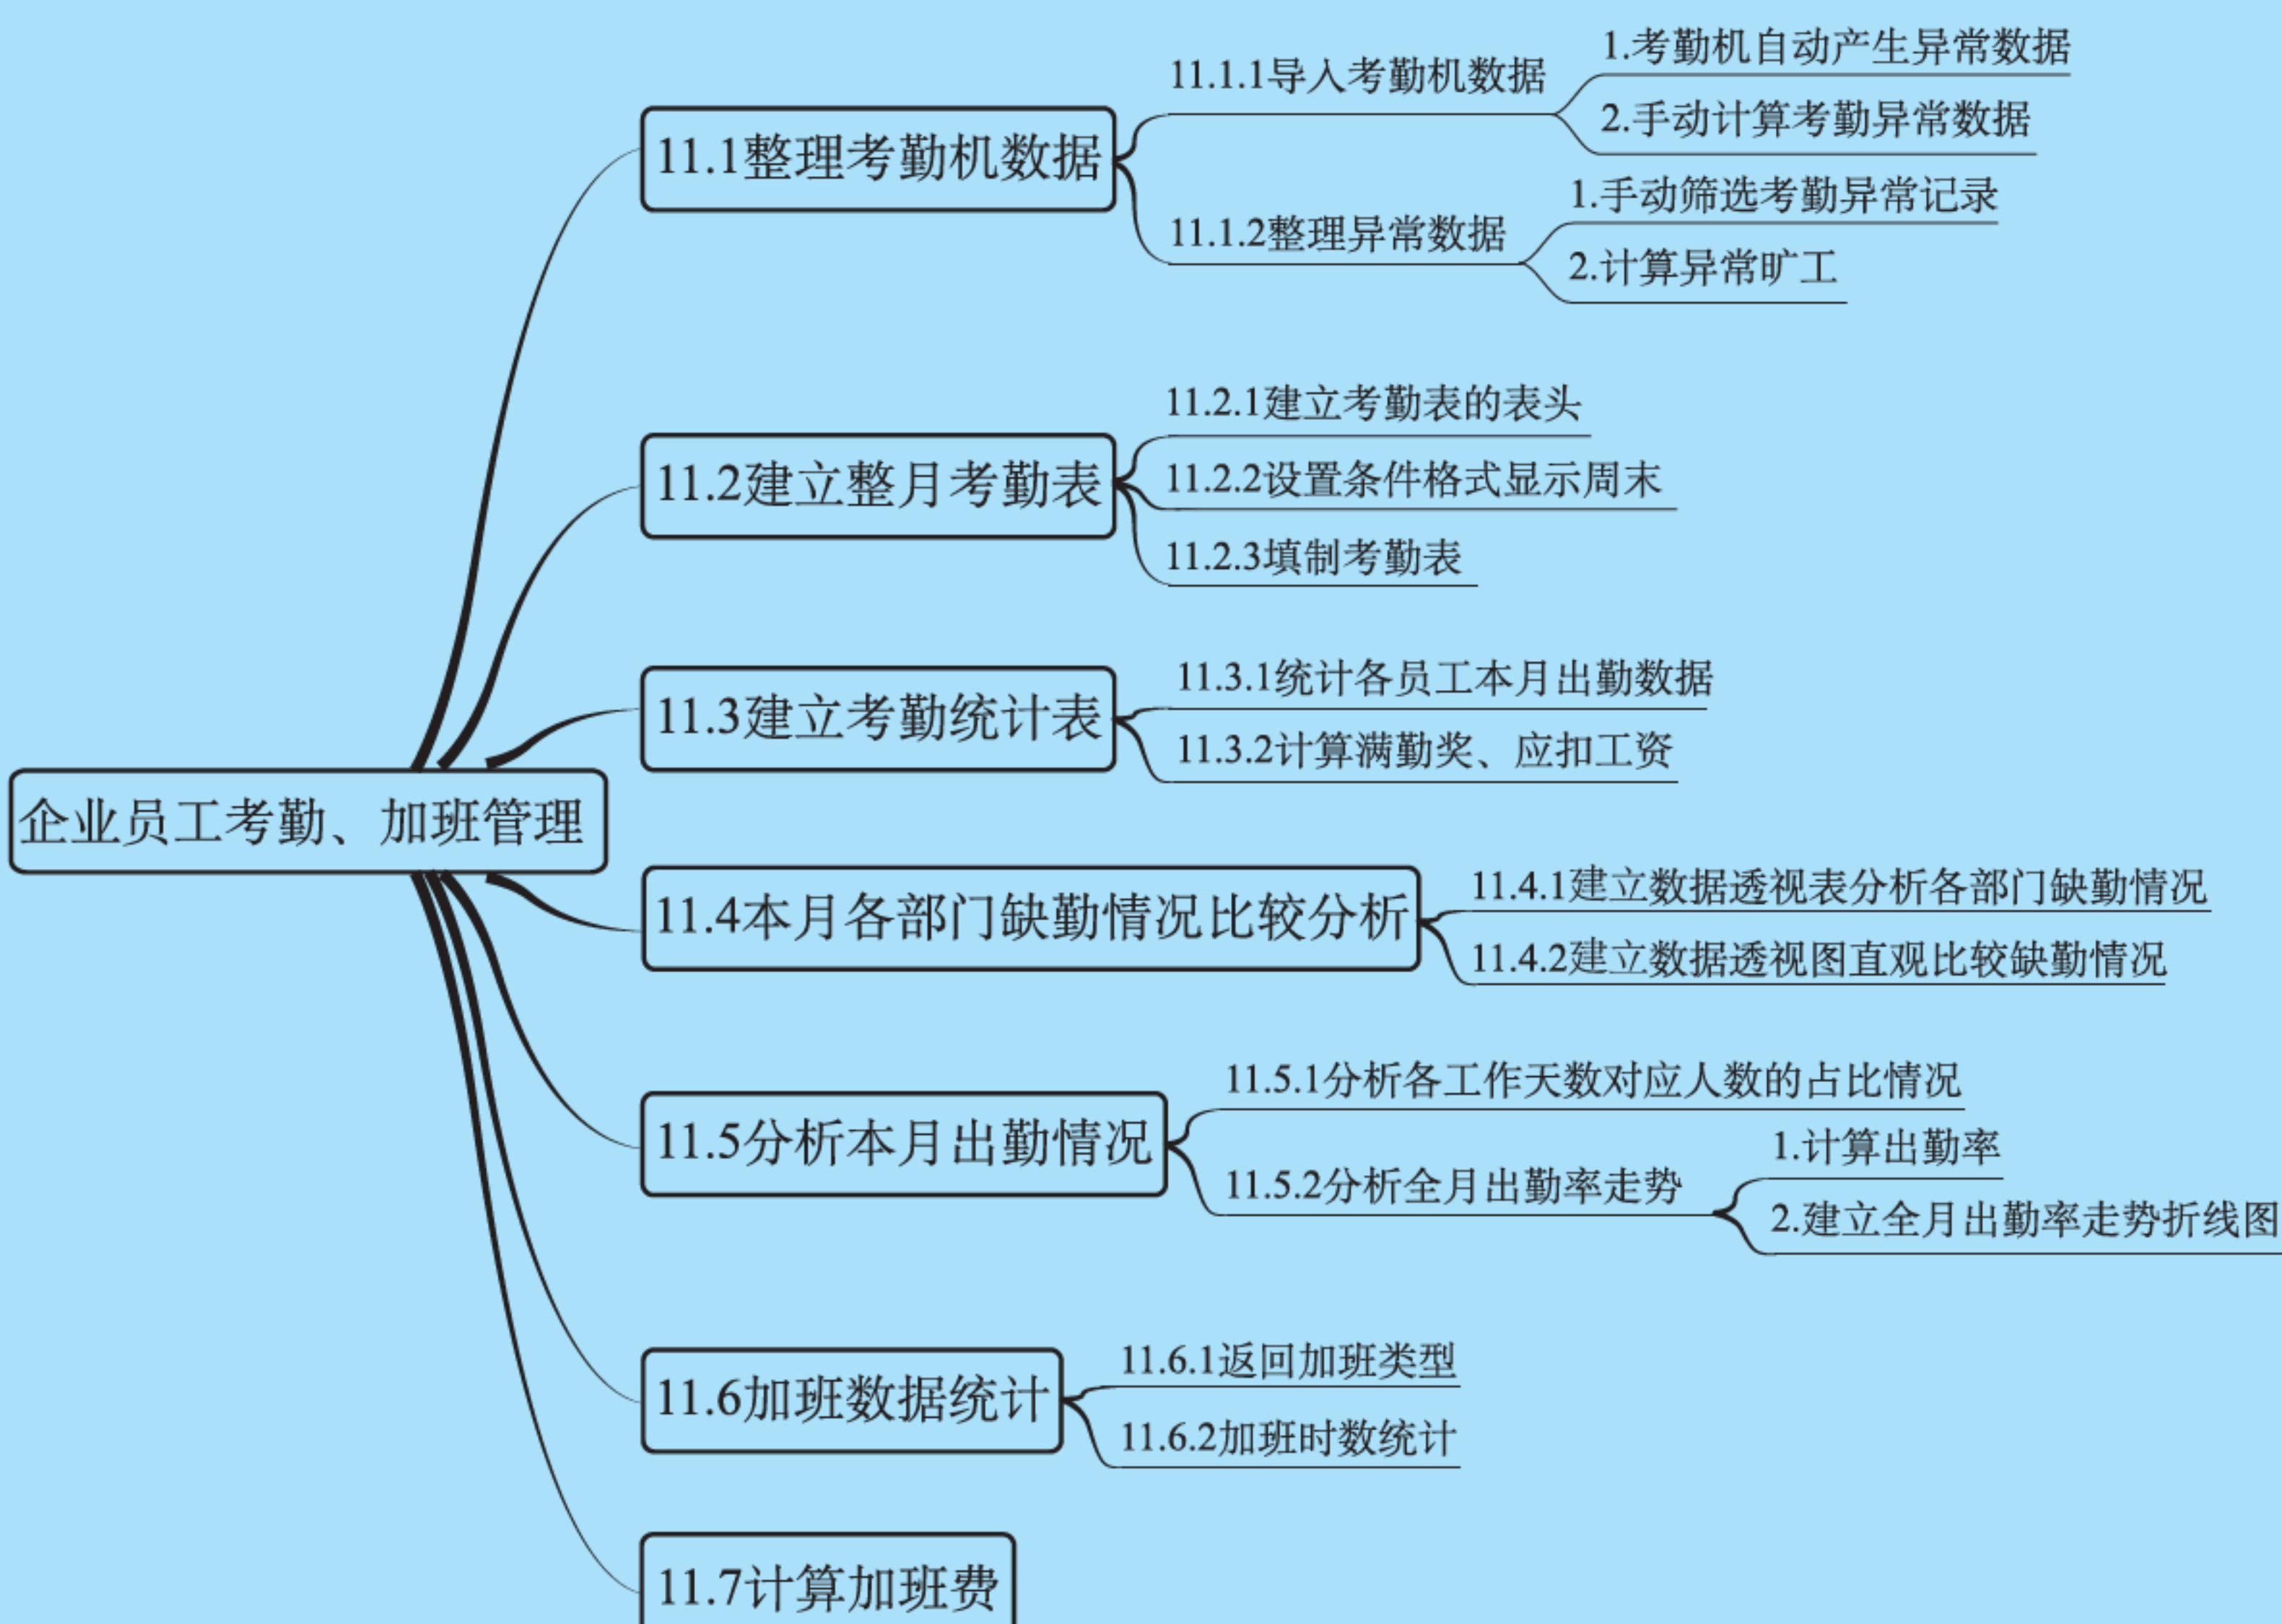 企业员工考勤、加班管理
11.1整理考勤机数据
11.1.1导入考勤机数据
1.考勤机自动产生异常数据
2.手动计算考勤异常数据
11.1.2整理异常数据
1.手动筛选考勤异常记录
2.计算异常旷工
11.2建立整月考勤表
11.2.1建立考勤表的表头
11.2.2设置条件格式显示周末
11.2.3填制考勤表
11.3建立考勤统计表
11.3.1统计各员工本月出勤数据
11.3.2计算满勤奖、应扣工资
11.4本月各部门缺勤情况比较分析
11.4.1建立数据透视表分析各部门缺勤情况
11.4.2建立数据透视图直观比较缺勤情况
11.5分析本月出勤情况
11.5.1分析各工作天数对应人数的占比情况
11.5.2分析全月出勤率走势
1.计算出勤率
2.建立全月出勤率走势折线图
11.6加班数据统计
11.6.1返回加班类型
11.6.2加班时数统计
11.7计算加班费